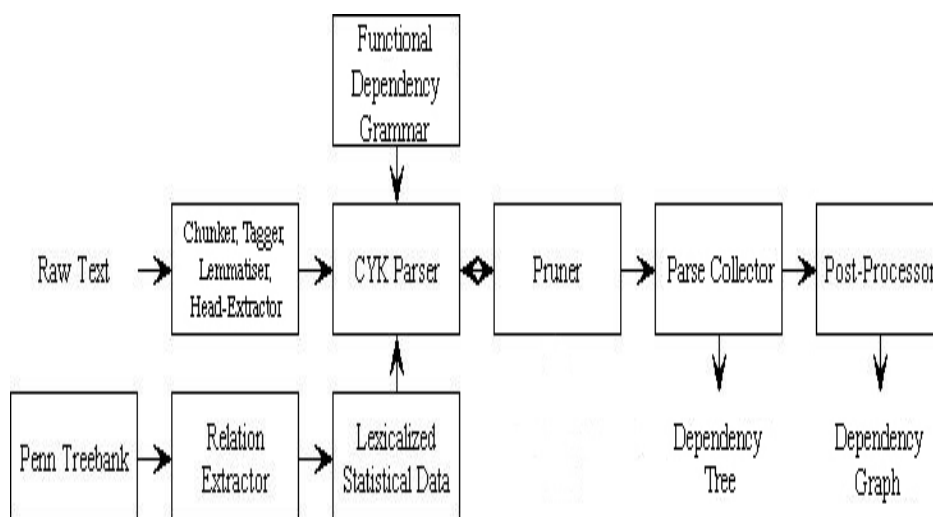 Functional
Dependency
Grammar
Raw Text
Chunker, Tagger,
Lemmatiser,
Head-Extractor
CYK Parser
Pruner
Parse Collector
Post-Processor
Penn Treebank
Relation
Extractor
Lexicalized
Statistical Data
Dependency
Tree
Dependency
Graph